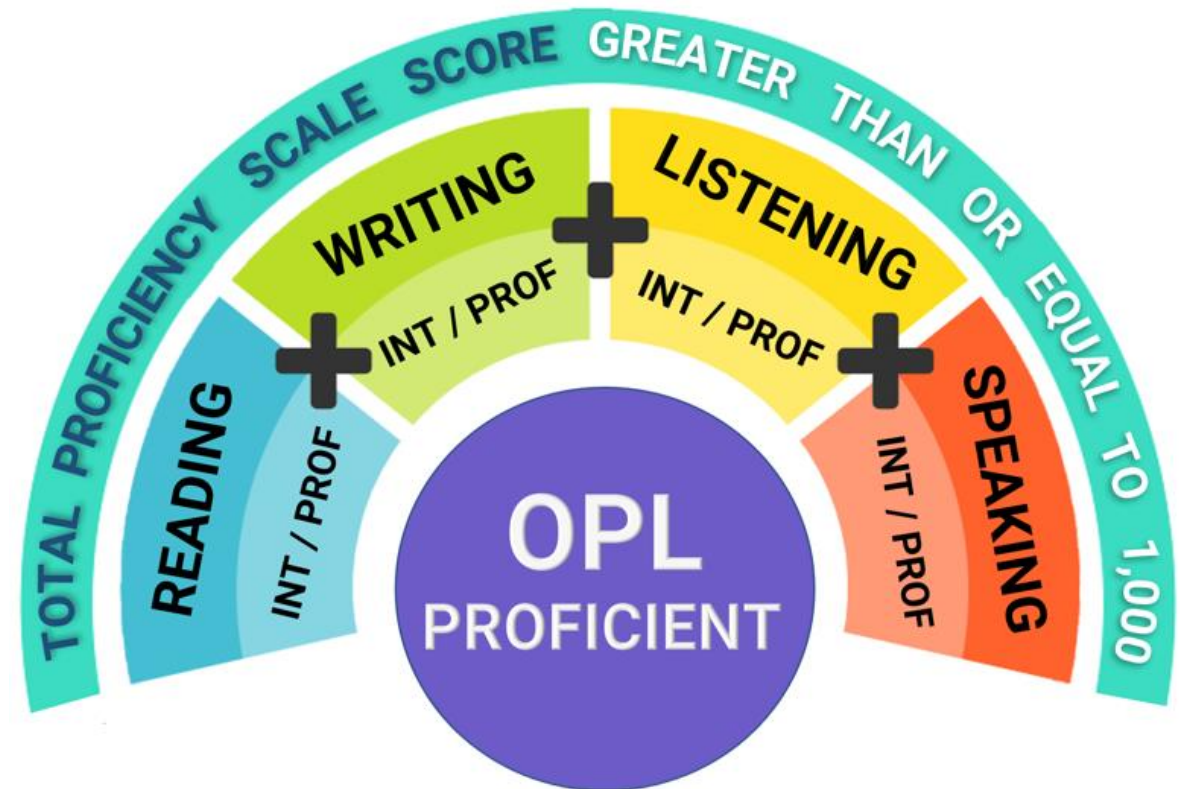 TOTAL PROFICIENCY SCALE SCORE GREATER THAN OR EQUAL TO 1,000
READING
INT / PROF
WRITING
INT / PROF
LISTENING
INT / PROF
SPEAKING
INT / PROF
OPL
PROFICIENT